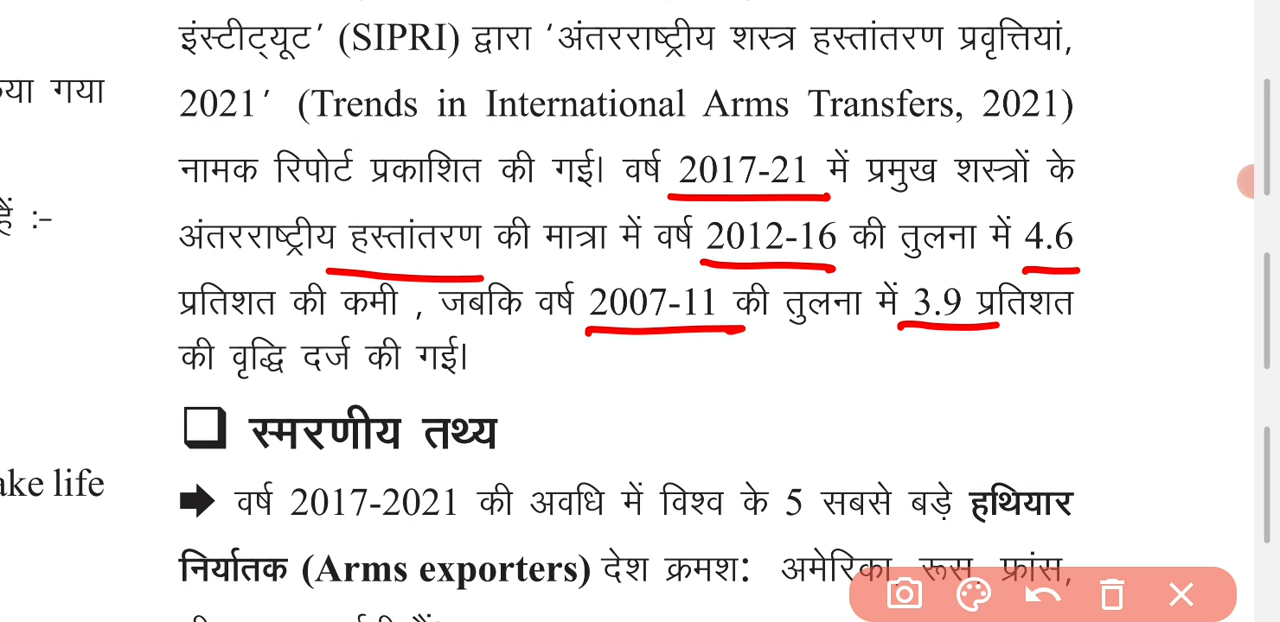 इंस्टीट्यूट’ (SIPRI) द्वारा ‘अंतरराष्ट्रीय शस्त्र हस्तांतरण प्रवृत्तियां,
2021’ (Trends in International Arms Transfers, 2021)
नामक रिपोर्ट प्रकाशित की गई। वर्ष 2017-21 में प्रमुख शस्त्रों के
अंतरराष्ट्रीय हस्तांतरण की मात्रा में वर्ष 2012-16 की तुलना में 4.6
प्रतिशत की कमी , जबकि वर्ष 2007-11 की तुलना में 3.9 प्रतिशत
की वृद्धि दर्ज की गई।
❑ स्मरणीय तथ्य
➡ वर्ष 2017-2021 की अवधि में विश्व के 5 सबसे बड़े हथियार
निर्यातक (Arms exporters) देश क्रमश: अमेरिका, रूस, फ्रांस,
गया
हैं :-
life